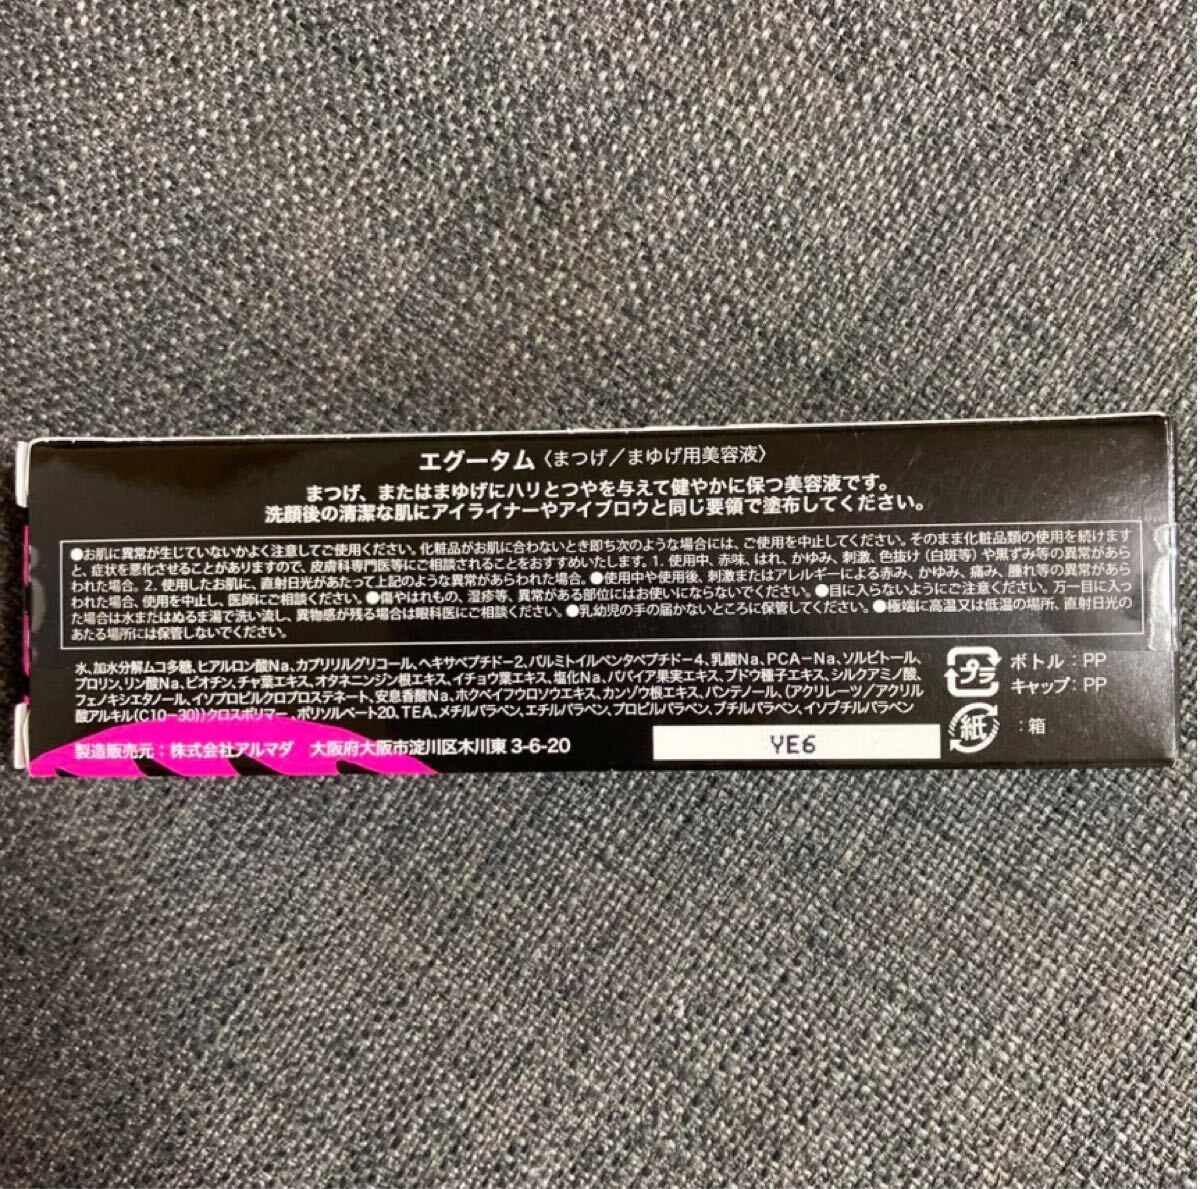 エグータム〈まつげ／まゆげ用美容液〉
まつげ、またはまゆげにハリとつやを与えて健やかに保つ美容液です。
洗顔後の清潔な肌にアイライナーやアイブロウと同じ要領で塗布してください。
●お肌に異常が生じていないかよく注意してご使用ください。化粧品がお肌に合わないとき即ち次のような場合には、ご使用を中止してください。そのまま化粧品類の使用を続けますと、症状を悪化させることがありますので、皮膚科専門医等にご相談されることをおすすめいたします。1. 使用中、赤味、はれ、かゆみ、刺激、色抜け（白斑等）や黒ずみ等の異常があらわれた場合。2. 使用したお肌に、直射日光があたって上記のような異常があらわれた場合。●使用中や使用後、刺激またはアレルギーによる赤み、かゆみ、痛み、腫れ等の異常があらわれた場合、使用を中止し、医師にご相談ください。●傷やはれもの、湿疹等、異常がある部位にはお使いにならないでください。●目に入らないようにご注意ください。万一目に入った場合は水またはぬるま湯で洗い流し、異物感が残る場合は眼科医にご相談ください。●乳幼児の手の届かないところに保管してください。●極端に高温又は低温の場所、直射日光のあたる場所には保管しないでください。
水、加水分解ムコ多糖、ヒアルロン酸Na、カプリリルグリコール、ヘキサペプチド-2、パルミトイルペンタペプチド-4、乳酸Na、PCA-Na、ソルビトール、
プロリン、リン酸Na、ビオチン、チャ葉エキス、オタネニンジン根エキス、イチョウ葉エキス、塩化Na、パパイア果実エキス、ブドウ種子エキス、シルクアミノ酸、
フェノキシエタノール、イソプロピルクロプロステネート、安息香酸Na、ホクベイフウロソウエキス、カンゾウ根エキス、パンテノール、（アクリレーツ／アクリル
酸アルキル(C10-30)）クロスポリマー、ポリソルベート20、TEA、メチルパラベン、エチルパラベン、プロピルパラベン、ブチルパラベン、イソブチルパラベン
製造販売元：株式会社アルマダ　大阪府大阪市淀川区木川東 3-6-20
YE6
プラ
ボトル：PP
キャップ：PP
紙
：箱